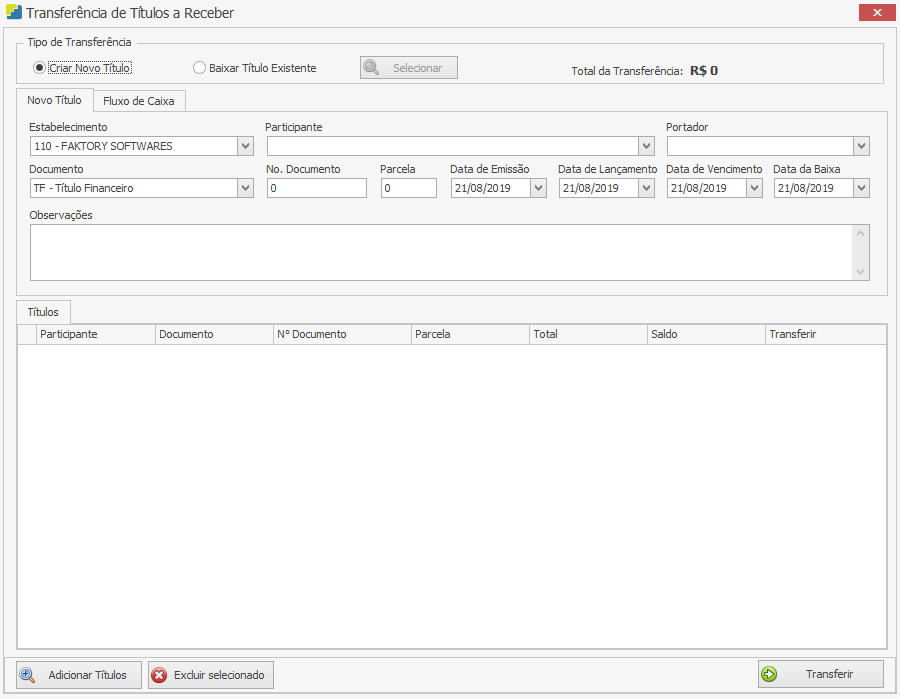 Transferência de Títulos a Receber
Tipo de Transferência
Criar Novo Título Baixar Título Existente Selecionar Total da Transferência: R$ 0
Novo Título Fluxo de Caixa
Estabelecimento Participante Portador
110 - FAKTORY SOFTWARES
Documento No. Documento Parcela Data de Emissão Data de Lançamento Data de Vencimento Data da Baixa
TF - Título Financeiro 0 0 21/08/2019 21/08/2019 21/08/2019 21/08/2019
Observações
Títulos
Participante Documento Nº Documento Parcela Total Saldo Transferir
Adicionar Títulos Excluir selecionado Transferir